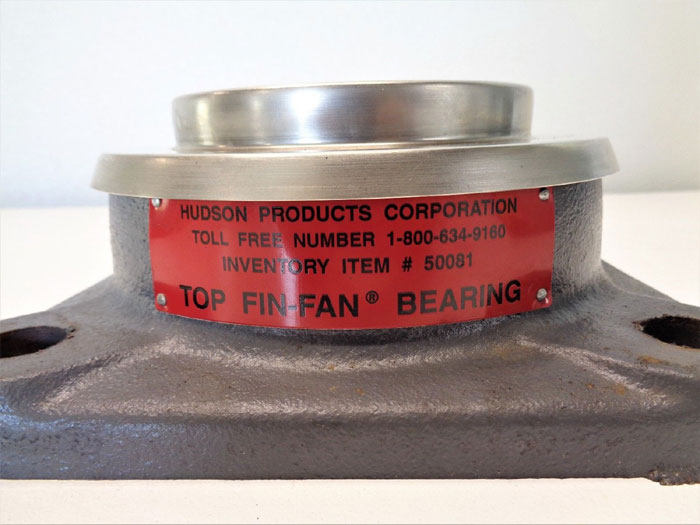 HUDSON PRODUCTS CORPORATION
TOLL FREE NUMBER 1-800-634-9160
INVENTORY ITEM # 50081
TOP FIN-FAN® BEARING